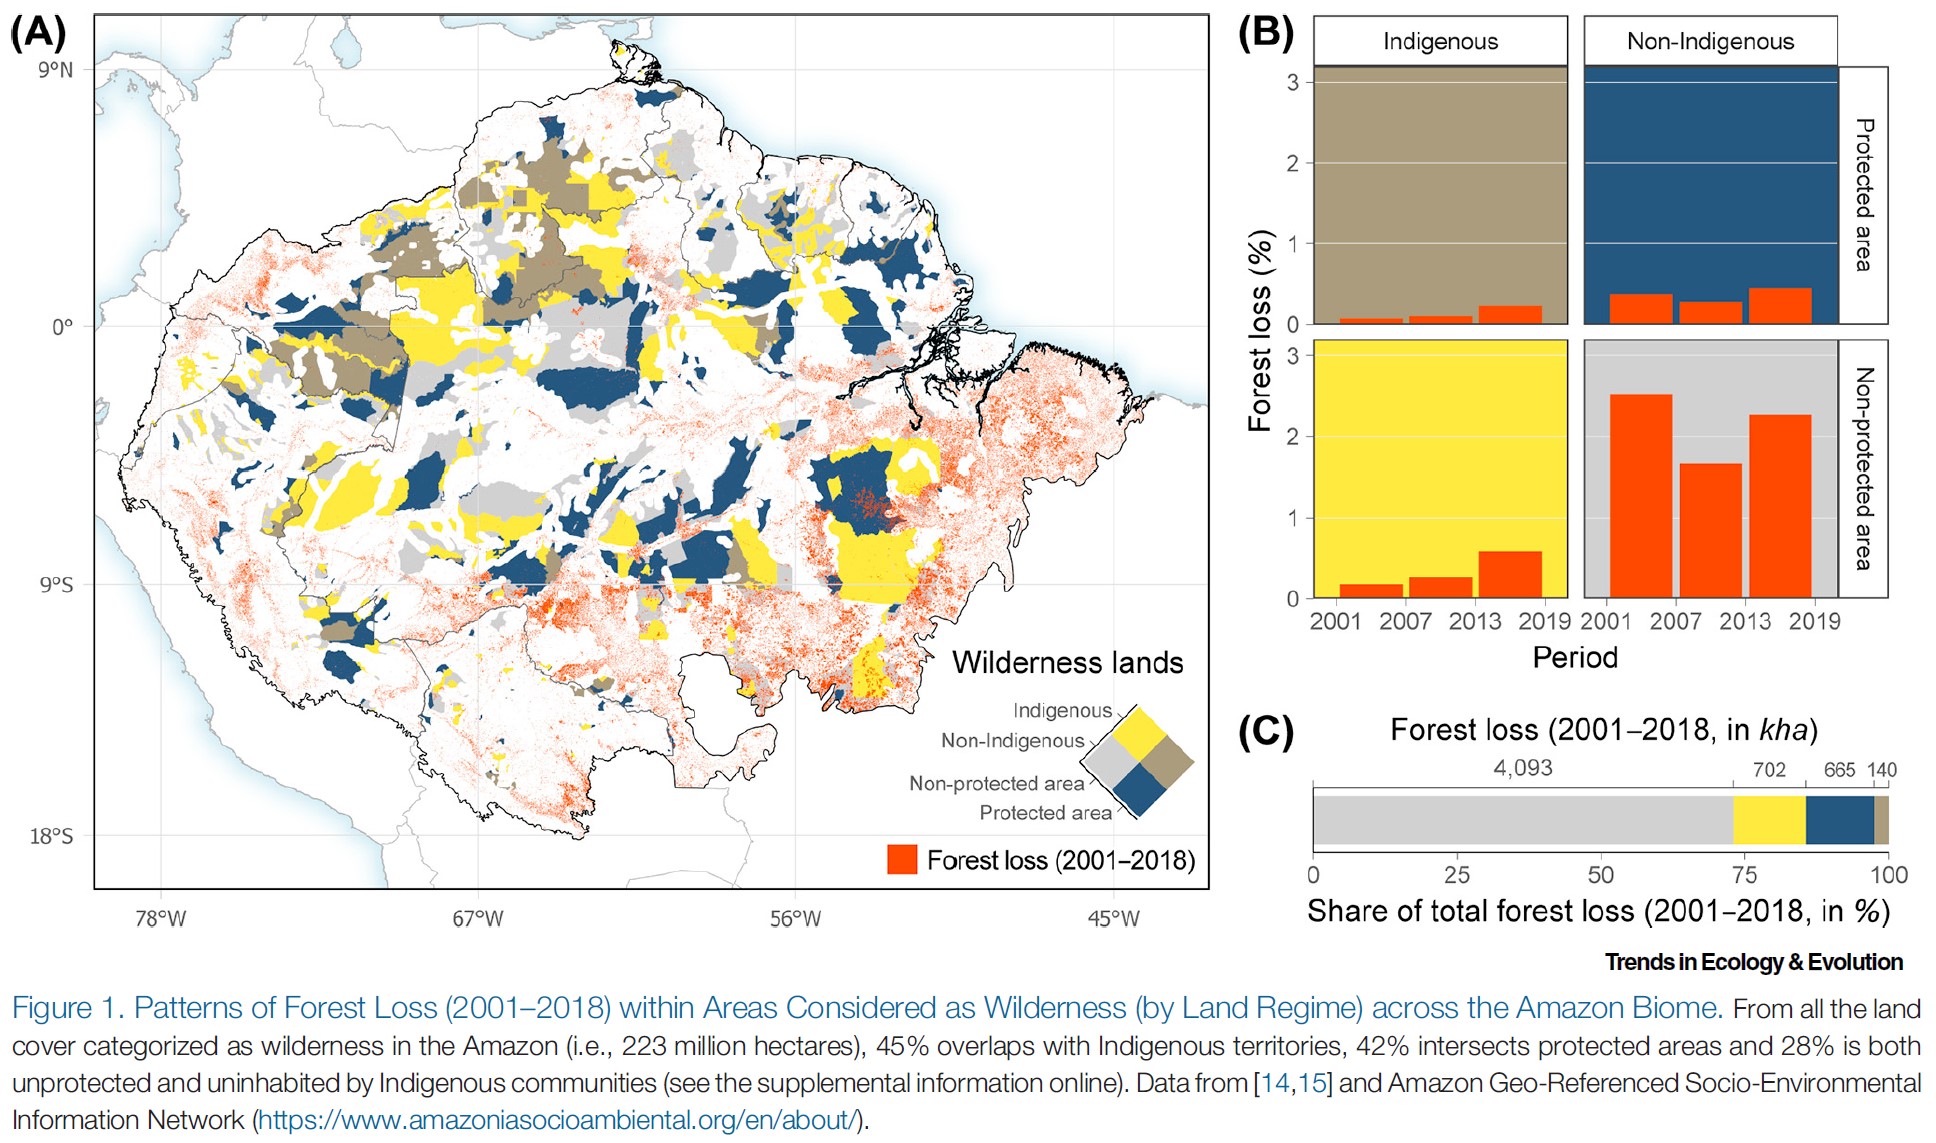 (A)
9°N
0°
9°S
18°S
78°W 67°W 56°W 45°W
Wilderness lands
Indigenous
Non-Indigenous
Non-protected area
Protected area
Forest loss (2001–2018)
(B)
Indigenous Non-Indigenous
Forest loss (%)
3
2
1
0
Protected area
3
2
1
0
Non-protected area
2001 2007 2013 2019 2001 2007 2013 2019
Period
(C)
Forest loss (2001–2018, in kha)
4,093 702 665 140
0 25 50 75 100
Share of total forest loss (2001–2018, in %)
Trends in Ecology & Evolution
Figure 1. Patterns of Forest Loss (2001–2018) within Areas Considered as Wilderness (by Land Regime) across the Amazon Biome. From all the land
cover categorized as wilderness in the Amazon (i.e., 223 million hectares), 45% overlaps with Indigenous territories, 42% intersects protected areas and 28% is both
unprotected and uninhabited by Indigenous communities (see the supplemental information online). Data from [14,15] and Amazon Geo-Referenced Socio-Environmental
Information Network (https://www.amazoniasocioambiental.org/en/about/).